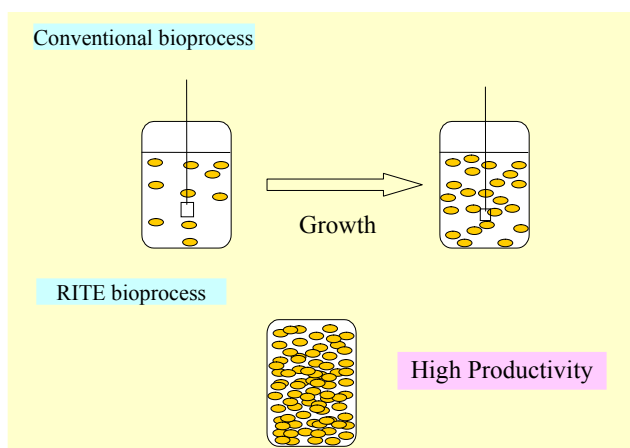 Conventional bioprocess
Growth
RITE bioprocess
High Productivity